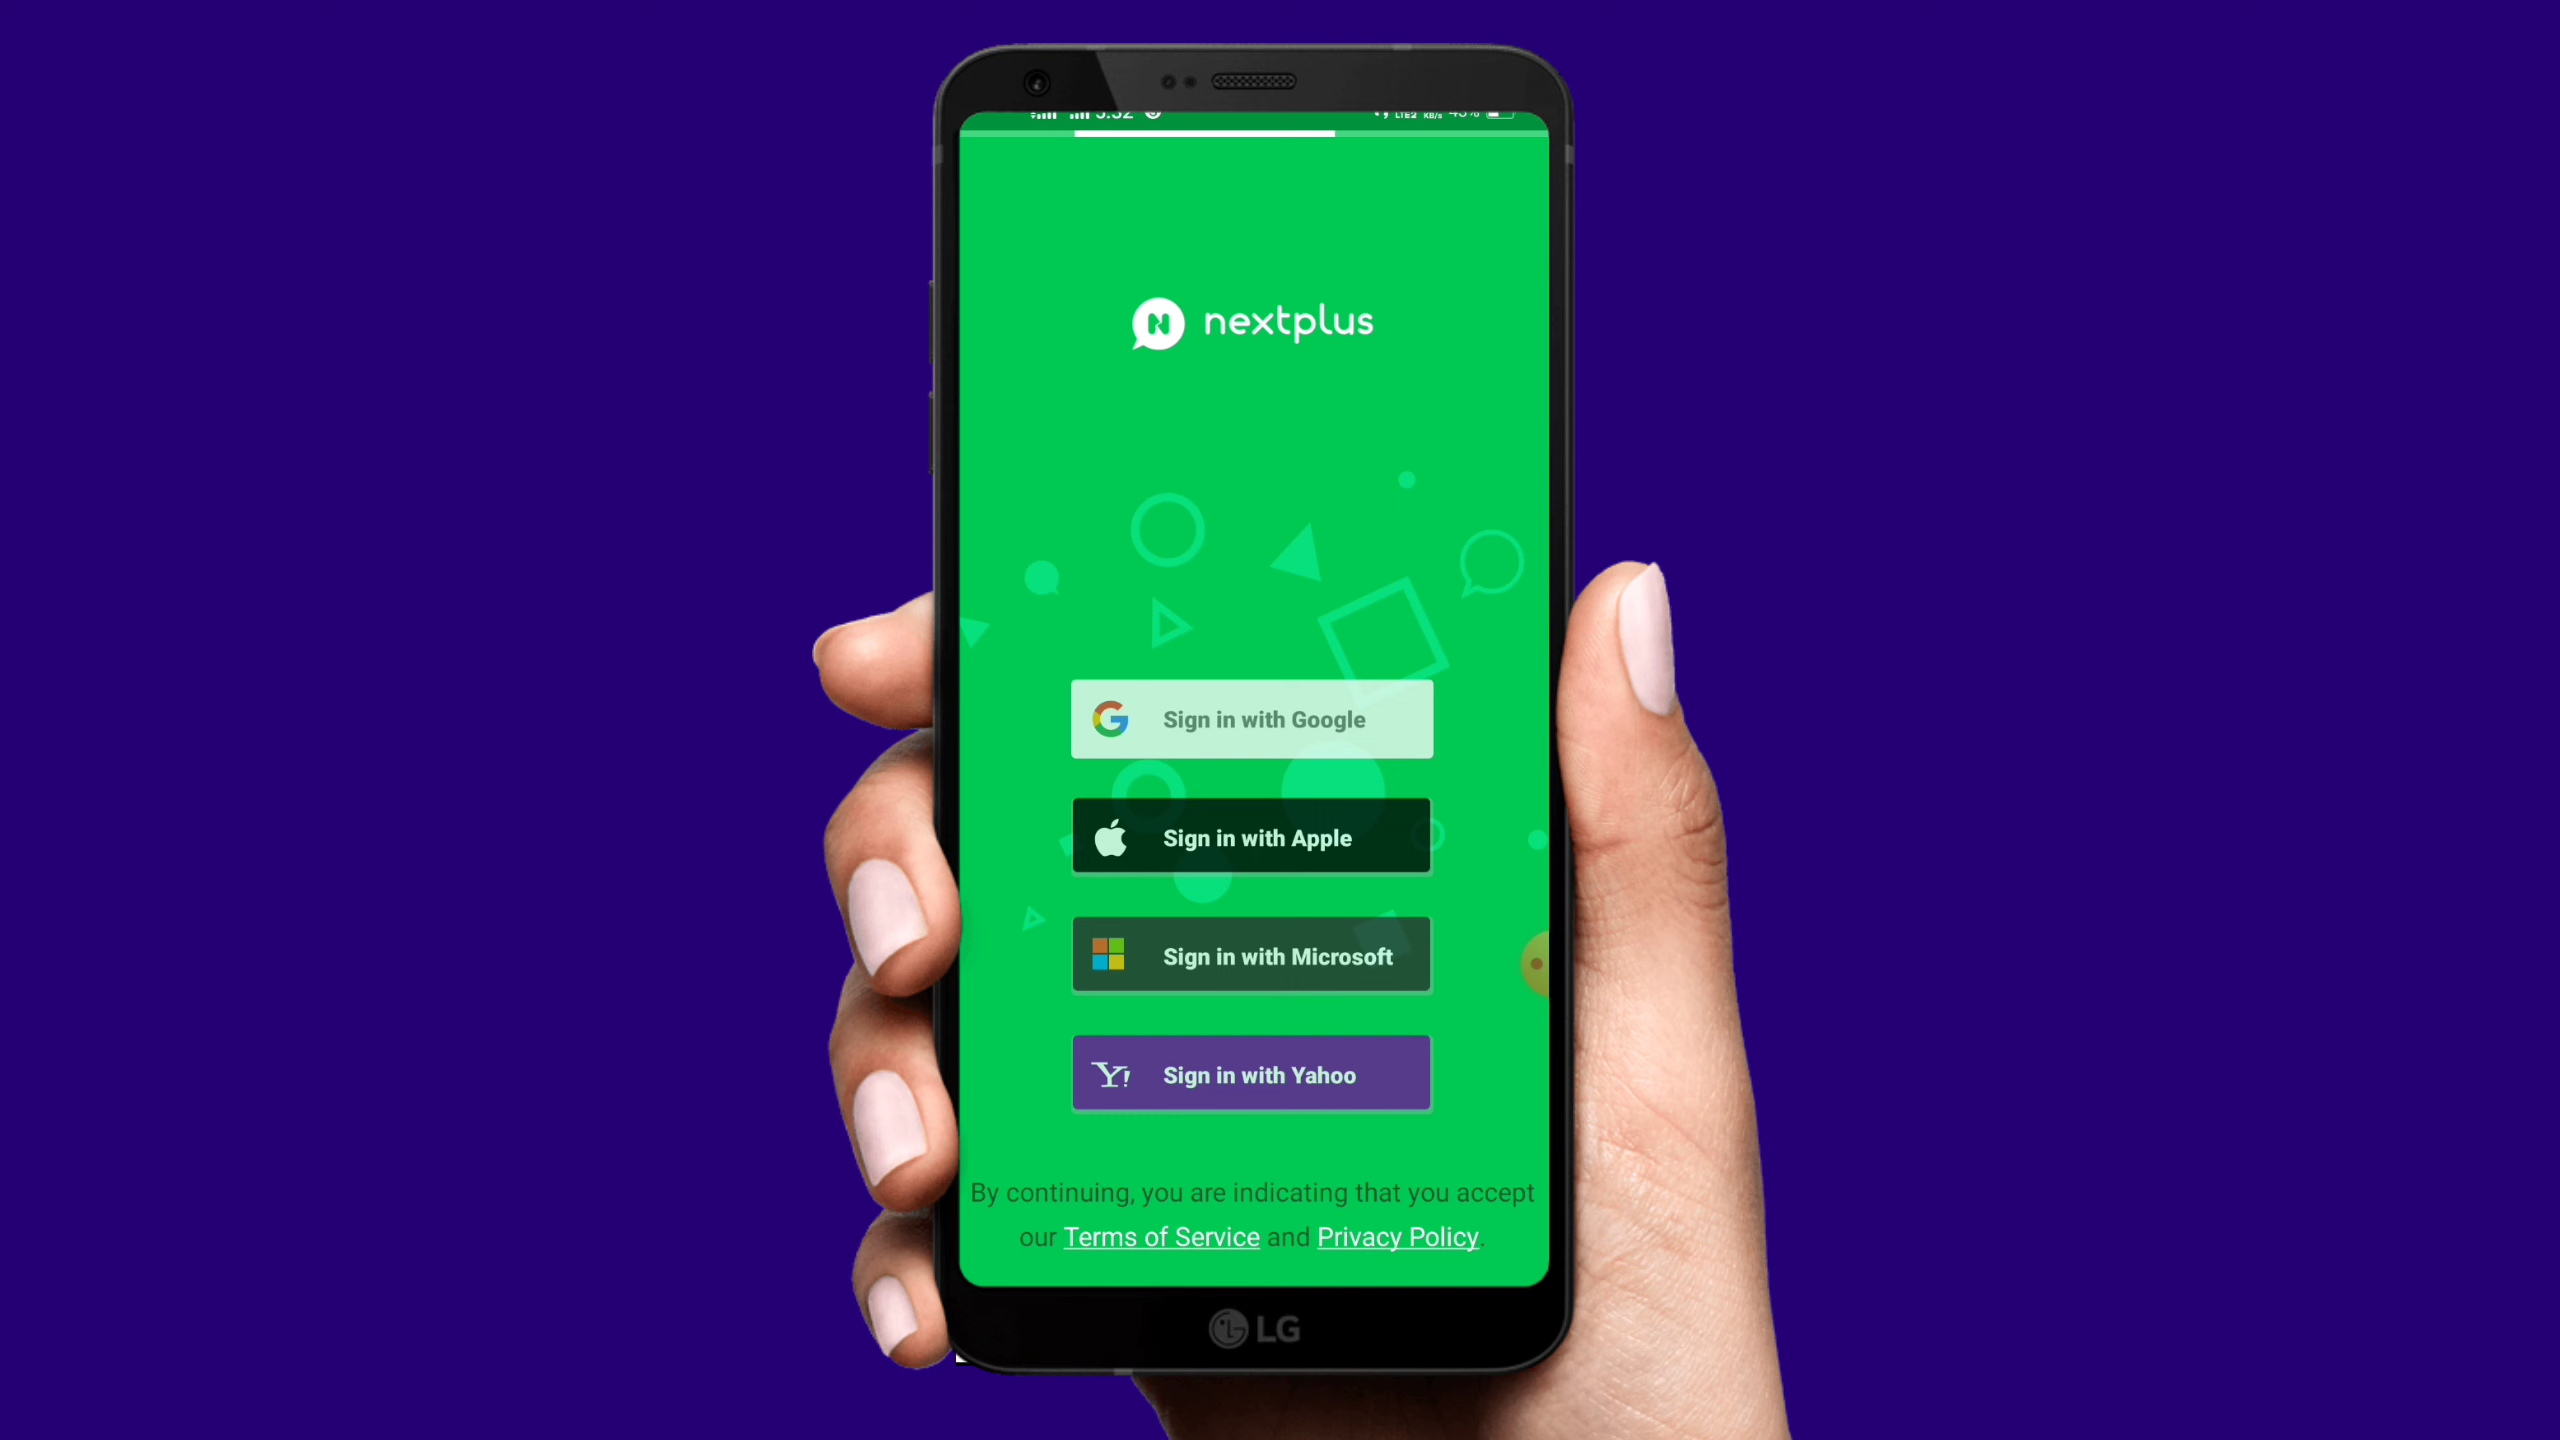 nextplus
Sign in with Google
Sign in with Apple
Sign in with Microsoft
Y! Sign in with Yahoo
By continuing, you are indicating that you accept
our Terms of Service and Privacy Policy.
LG